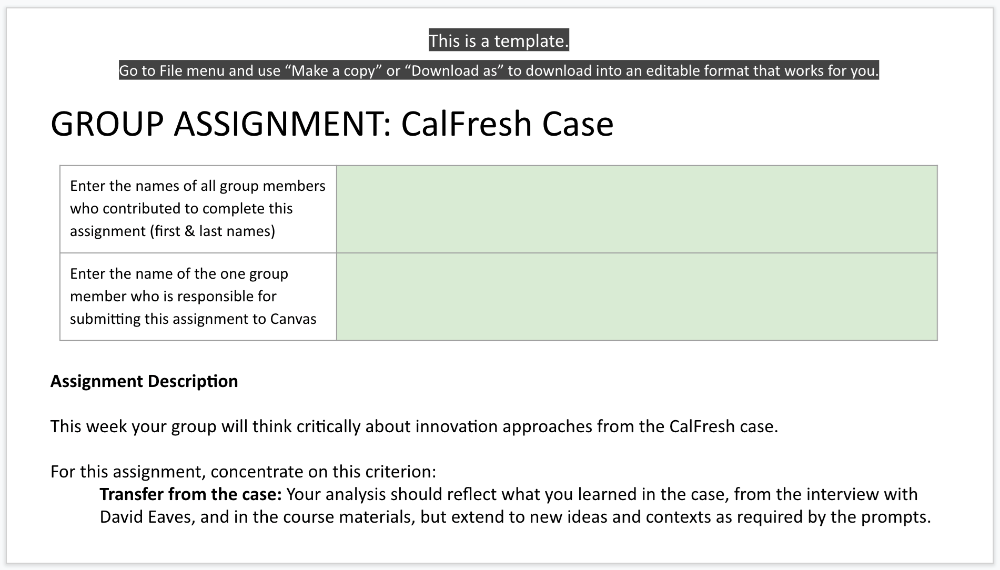 This is a template.
Go to File menu and use “Make a copy” or “Download as” to download into an editable format that works for you.
GROUP ASSIGNMENT: CalFresh Case
Enter the names of all group members
who contributed to complete this
assignment (first & last names)
Enter the name of the one group
member who is responsible for
submitting this assignment to Canvas
Assignment Description
This week your group will think critically about innovation approaches from the CalFresh case.
For this assignment, concentrate on this criterion:
Transfer from the case: Your analysis should reflect what you learned in the case, from the interview with
David Eaves, and in the course materials, but extend to new ideas and contexts as required by the prompts.